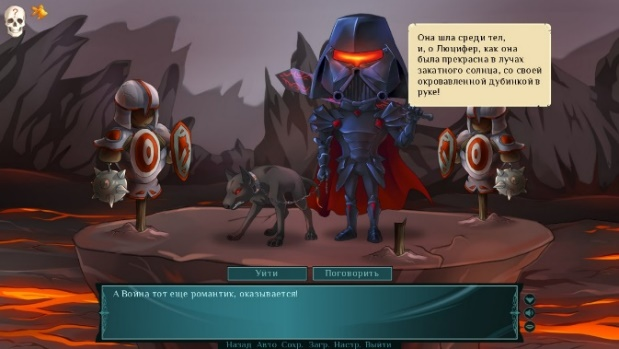 Она шла среди тел,
и, о Люцифер, как она
была прекрасна в лучах
закатного солнца, со своей
окровавленной дубинкой в
руке!
Уйти
Поговорить
А Война тот еще романтик, оказывается!
Назад Авто Сохр. Загр. Настр. Выйти